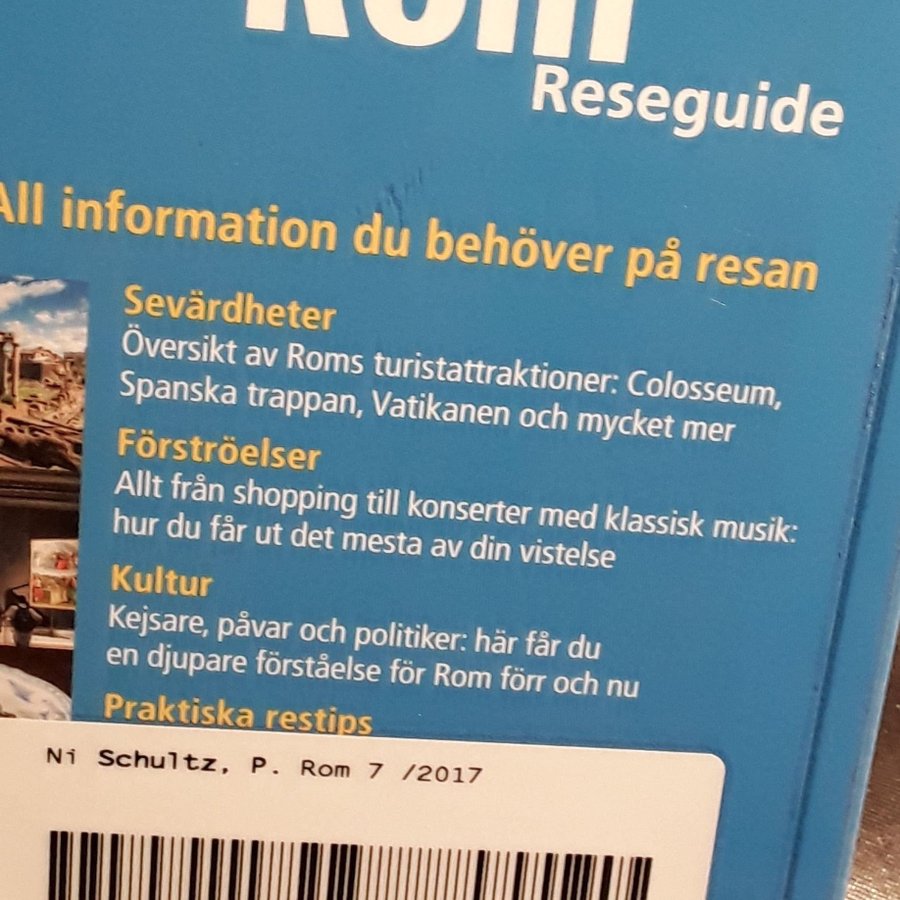 Rom
Reseguide
All information du behöver på resan
Sevärdheter
Översikt av Roms turistattraktioner: Colosseum,
Spanska trappan, Vatikanen och mycket mer
Förströelser
Allt från shopping till konserter med klassisk musik:
hur du får ut det mesta av din vistelse
Kultur
Kejsare, påvar och politiker: här får du
en djupare förståelse för Rom förr och nu
Praktiska restips
Ni Schultz, P. Rom 7 /2017